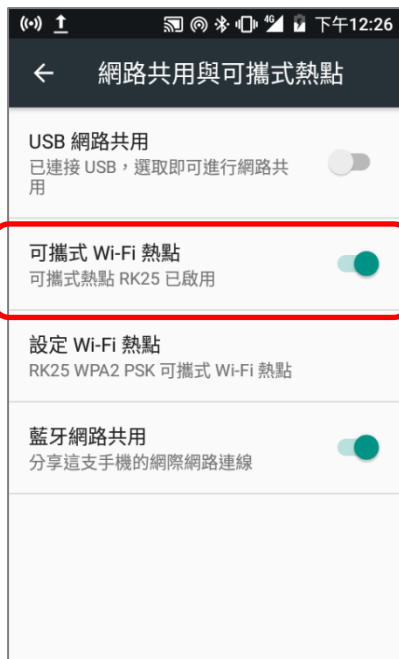 4G 下午12:26
網路共用與可攜式熱點
USB 網路共用
已連接 USB，選取即可進行網路共
用
可攜式 Wi-Fi 熱點
可攜式熱點 RK25 已啟用
設定 Wi-Fi 熱點
RK25 WPA2 PSK 可攜式 Wi-Fi 熱點
藍牙網路共用
分享這支手機的網際網路連線